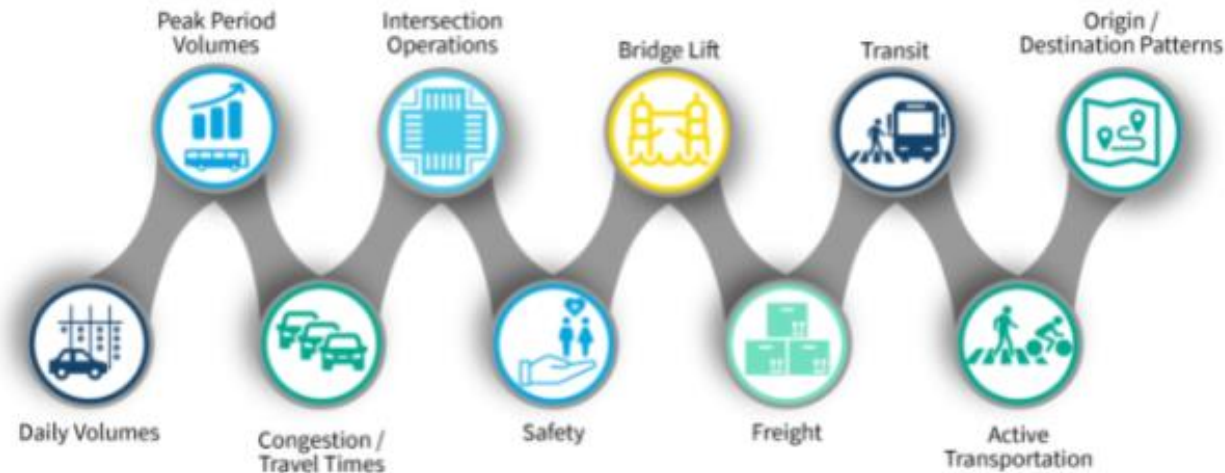 Peak Period
Volumes
Intersection
Operations
Bridge Lift
Transit
Origin /
Destination Patterns
Daily Volumes
Congestion /
Travel Times
Safety
Freight
Active
Transportation